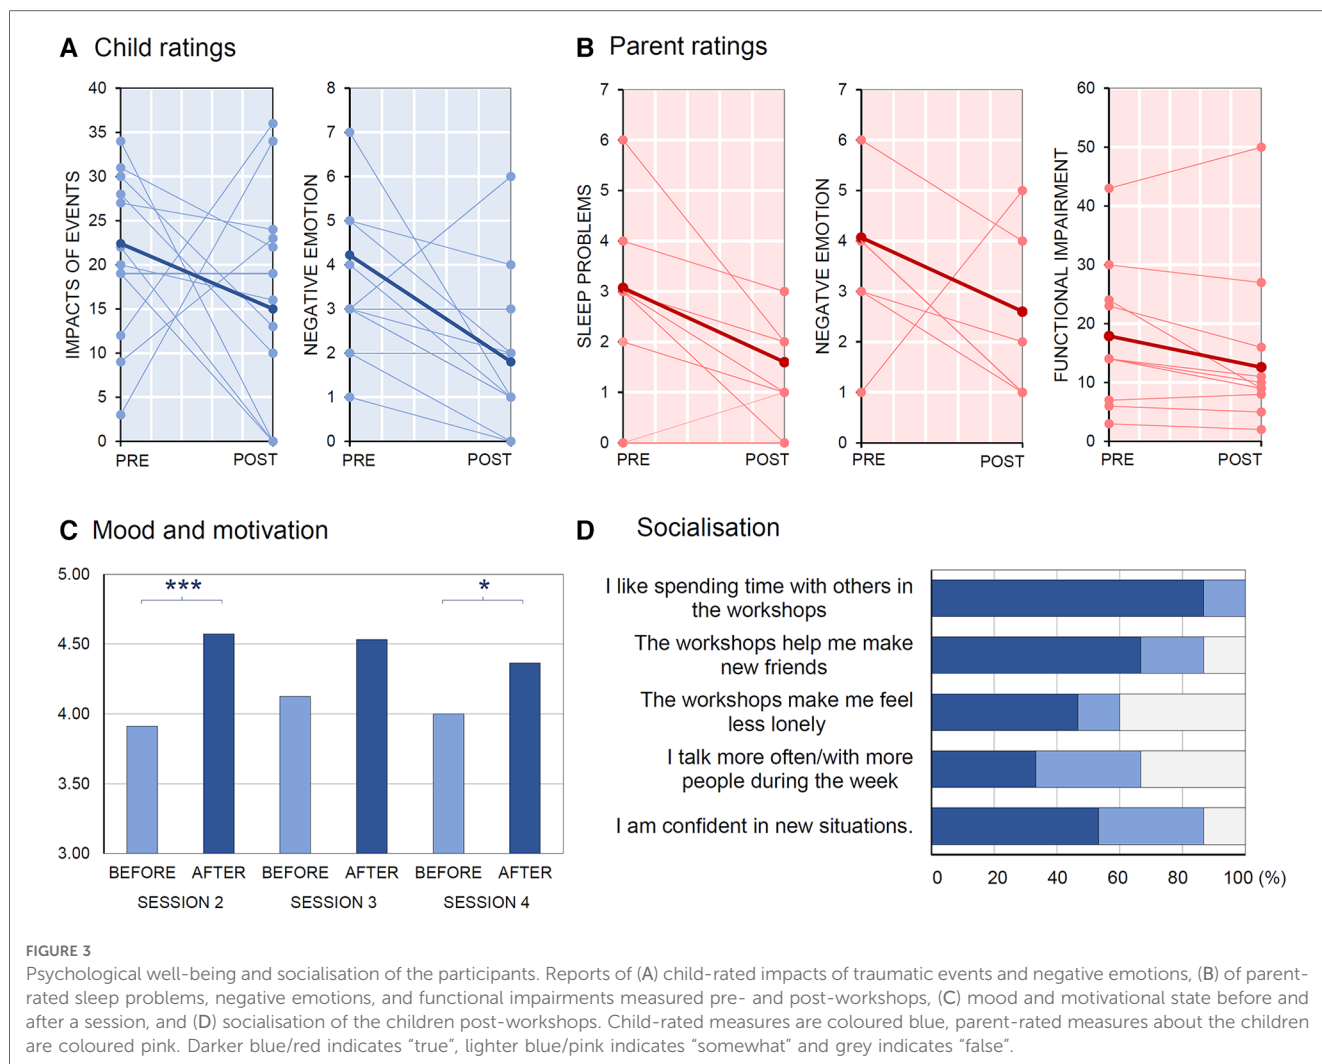 A Child ratings
B Parent ratings
40
35
30
25
20
15
10
5
0
IMPACTS OF EVENTS
PRE
POST
8
7
6
5
4
3
2
1
0
NEGATIVE EMOTION
PRE
POST
7
6
5
4
3
2
1
0
SLEEP PROBLEMS
PRE
POST
7
6
5
4
3
2
1
0
NEGATVE EMOTION
PRE
POST
60
50
40
30
20
10
0
FUNCTIONAL IMPAIRMENT
PRE
POST
C Mood and motivation
5.00
4.50
4.00
3.50
3.00
***
*
BEFORE AFTER BEFORE AFTER BEFORE AFTER
SESSION 2 SESSION 3 SESSION 4
D Socialisation
I like spending time with others in
the workshops
The workshops help me make
new friends
The workshops make me feel
less lonely
I talk more often/with more
people during the week
I am confident in new situations.
0 20 40 60 80 100 (%)
FIGURE 3
Psychological well-being and socialisation of the participants. Reports of (A) child-rated impacts of traumatic events and negative emotions, (B) of parent-
rated sleep problems, negative emotions, and functional impairments measured pre- and post-workshops, (C) mood and motivational state before and
after a session, and (D) socialisation of the children post-workshops. Child-rated measures are coloured blue, parent-rated measures about the children
are coloured pink. Darker blue/red indicates “true”, lighter blue/pink indicates “somewhat” and grey indicates “false”.